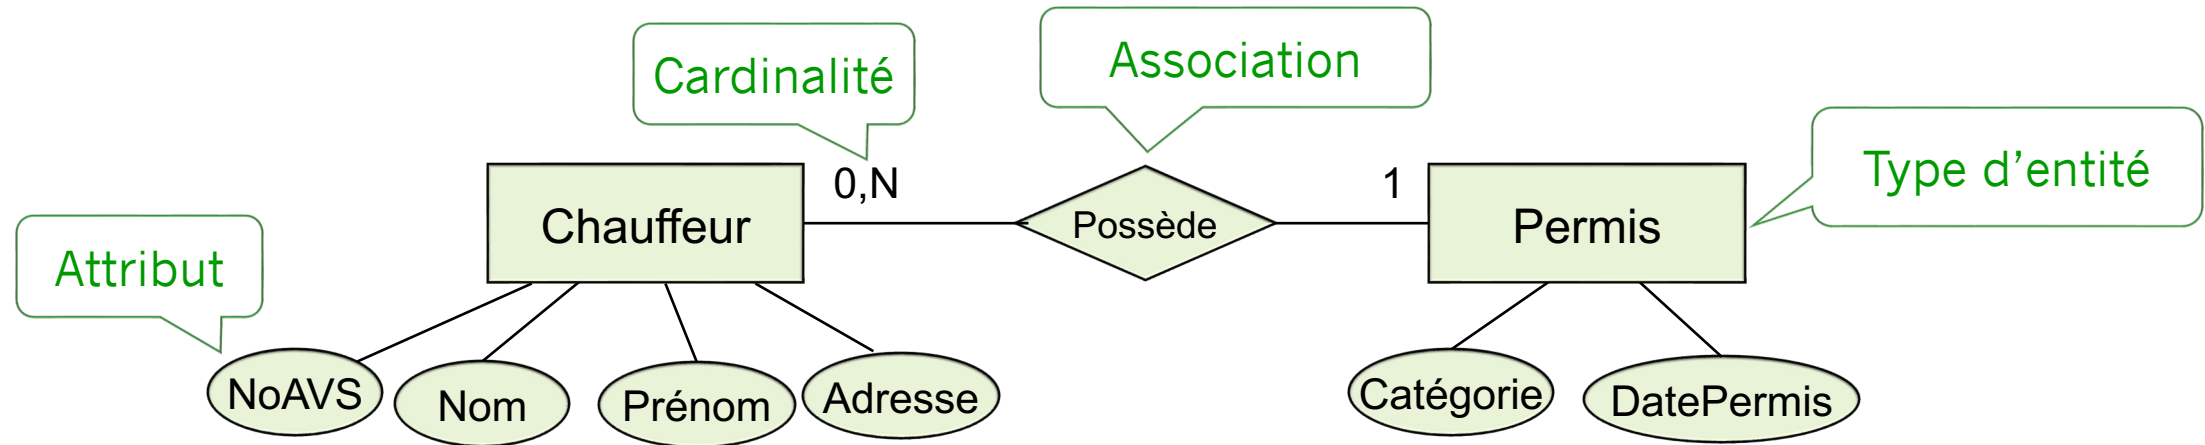 Cardinalité
Association
Type d'entité
Attribut
Chauffeur
0,N
Possède
1
Permis
NoAVS
Nom
Prénom
Adresse
Catégorie
DatePermis